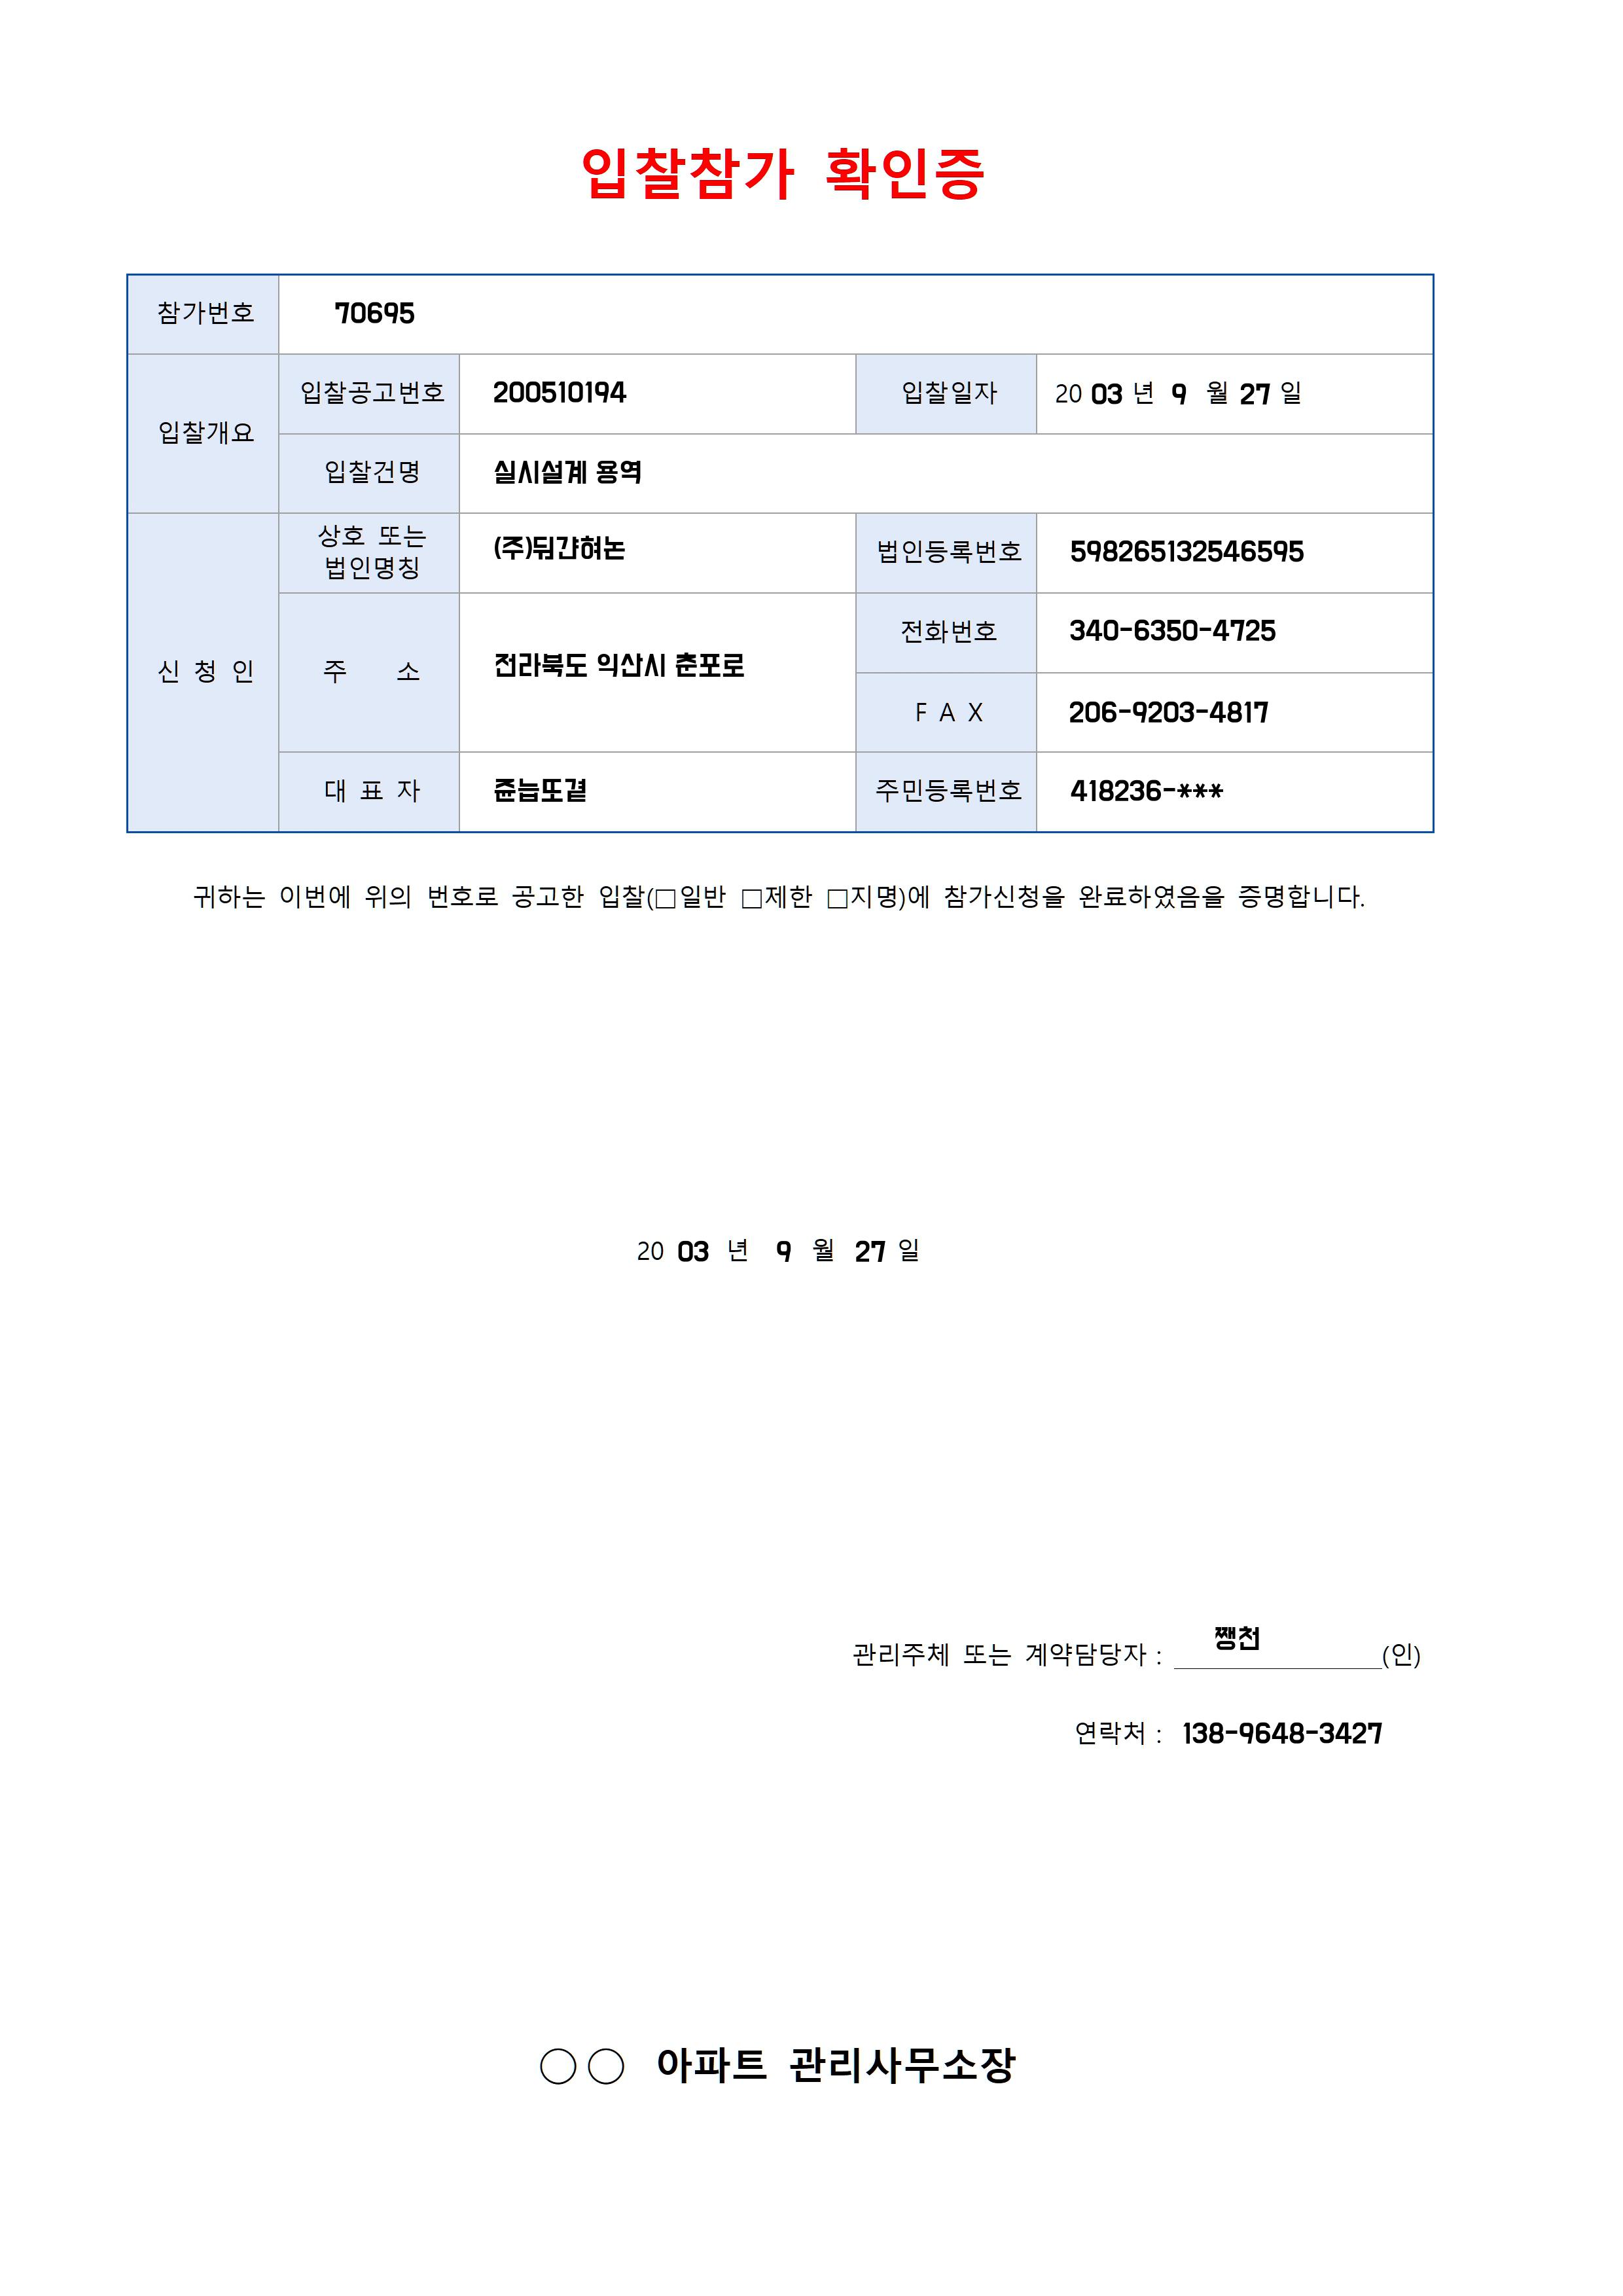 입찰참가 확인증
참가번호 70695
입찰개요 입찰공고번호 200510194 입찰일자 20 03 년 9 월 27 일
입찰건명 실시설계 용역
신 청 인 상호 또는 법인명칭 (주)뒦갼혀논 법인등록번호 598265132546595
주 소 전라북도 익산시 춘포로 전화번호 340-6350-4725
F A X 206-9203-4817
대 표 자 주민등록번호 418236-***
귀하는 이번에 위의 번호로 공고한 입찰(□일반 □제한 □지명)에 참가신청을 완료하였음을 증명합니다.
20 03 년 9 월 27 일
관리주체 또는 계약담당자 : 쨍천 (인)
연락처 : 138-9648-3427
○○ 아파트 관리사무소장